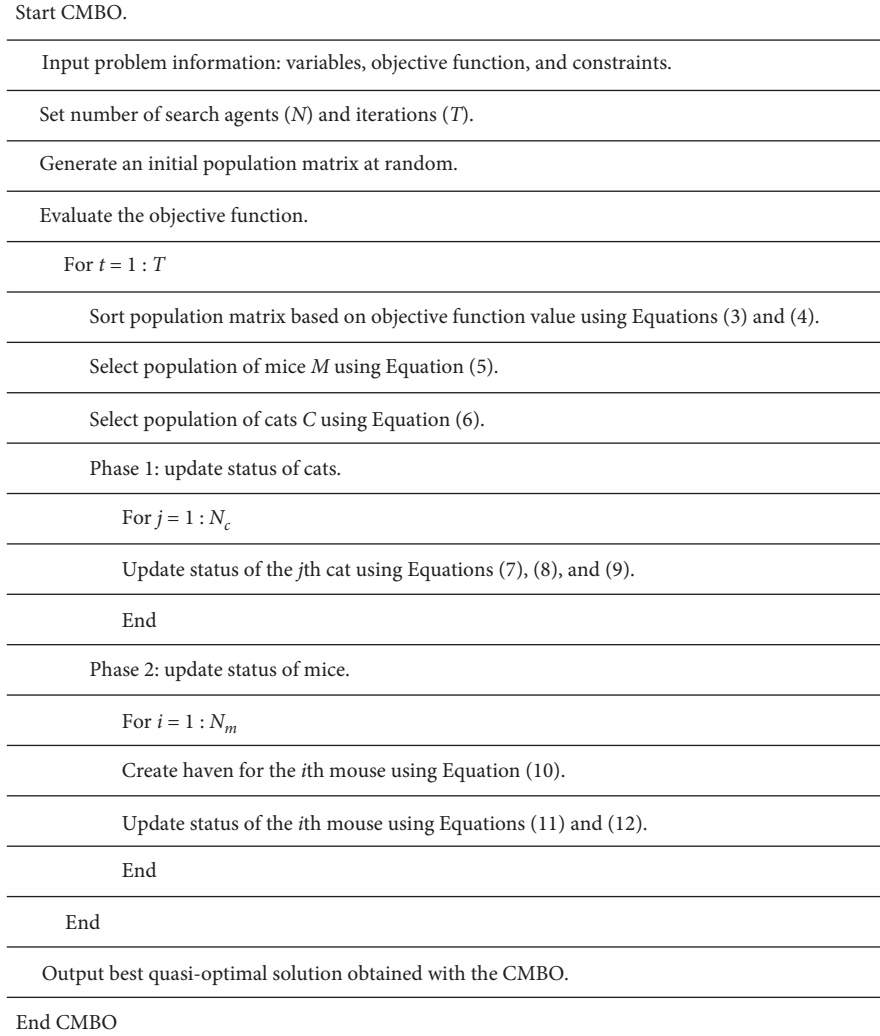 Start CMBO.
Input problem information: variables, objective function, and constraints.
Set number of search agents (N) and iterations (T).
Generate an initial population matrix at random.
Evaluate the objective function.
For t = 1 : T
Sort population matrix based on objective function value using Equations (3) and (4).
Select population of mice M using Equation (5).
Select population of cats C using Equation (6).
Phase 1: update status of cats.
For j = 1 : N_c
Update status of the jth cat using Equations (7), (8), and (9).
End
Phase 2: update status of mice.
For i = 1 : N_m
Create haven for the ith mouse using Equation (10).
Update status of the ith mouse using Equations (11) and (12).
End
End
Output best quasi-optimal solution obtained with the CMBO.
End CMBO